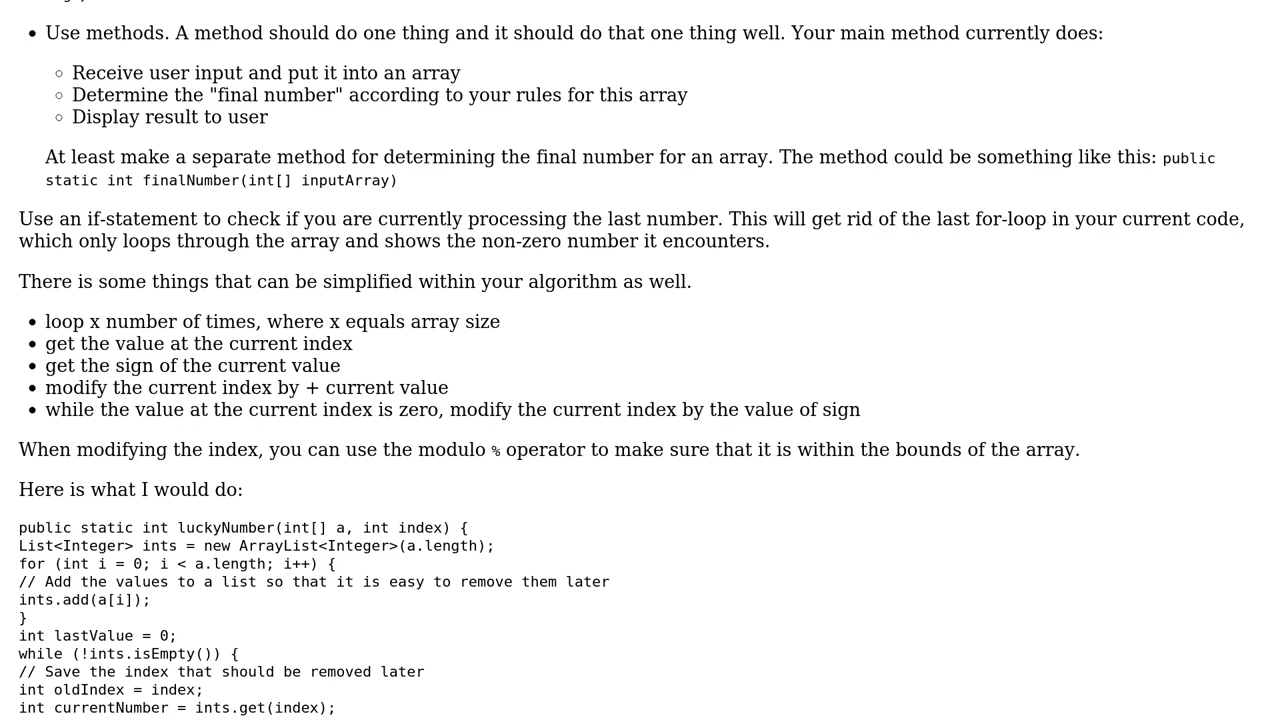 Use methods. A method should do one thing and it should do that one thing well. Your main method currently does:
Receive user input and put it into an array
Determine the "final number" according to your rules for this array
Display result to user
At least make a separate method for determining the final number for an array. The method could be something like this: public
static int finalNumber(int[] inputArray)
Use an if-statement to check if you are currently processing the last number. This will get rid of the last for-loop in your current code,
which only loops through the array and shows the non-zero number it encounters.
There is some things that can be simplified within your algorithm as well.
loop x number of times, where x equals array size
get the value at the current index
get the sign of the current value
modify the current index by + current value
while the value at the current index is zero, modify the current index by the value of sign
When modifying the index, you can use the modulo % operator to make sure that it is within the bounds of the array.
Here is what I would do:
public static int luckyNumber(int[] a, int index) {
List<Integer> ints = new ArrayList<Integer>(a.length);
for (int i = 0; i < a.length; i++) {
// Add the values to a list so that it is easy to remove them later
ints.add(a[i]);
}
int lastValue = 0;
while (!ints.isEmpty()) {
// Save the index that should be removed later
int oldIndex = index;
int currentNumber = ints.get(index);